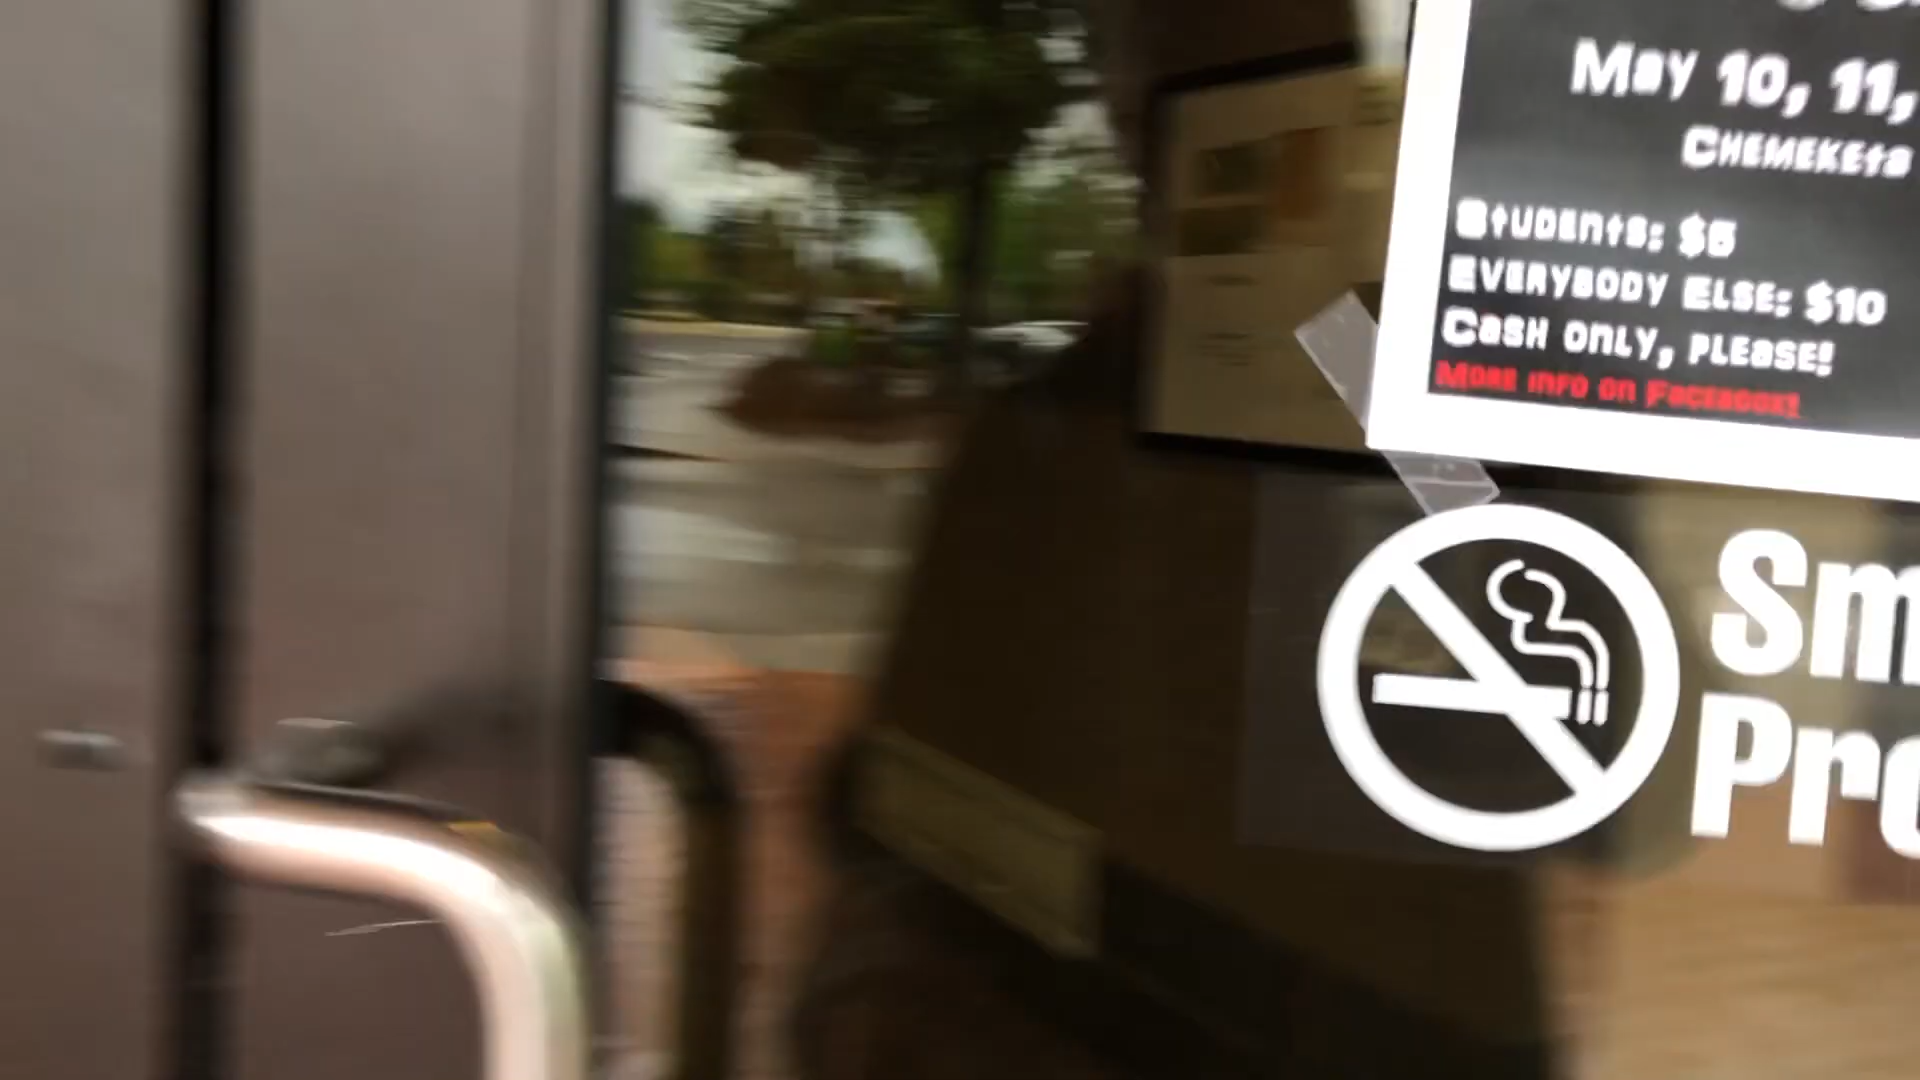 May 10, 11,
Chemeketa
Students: $5
Everybody Else: $10
Cash only, please!
More info on Facebook!
Sm
Pro